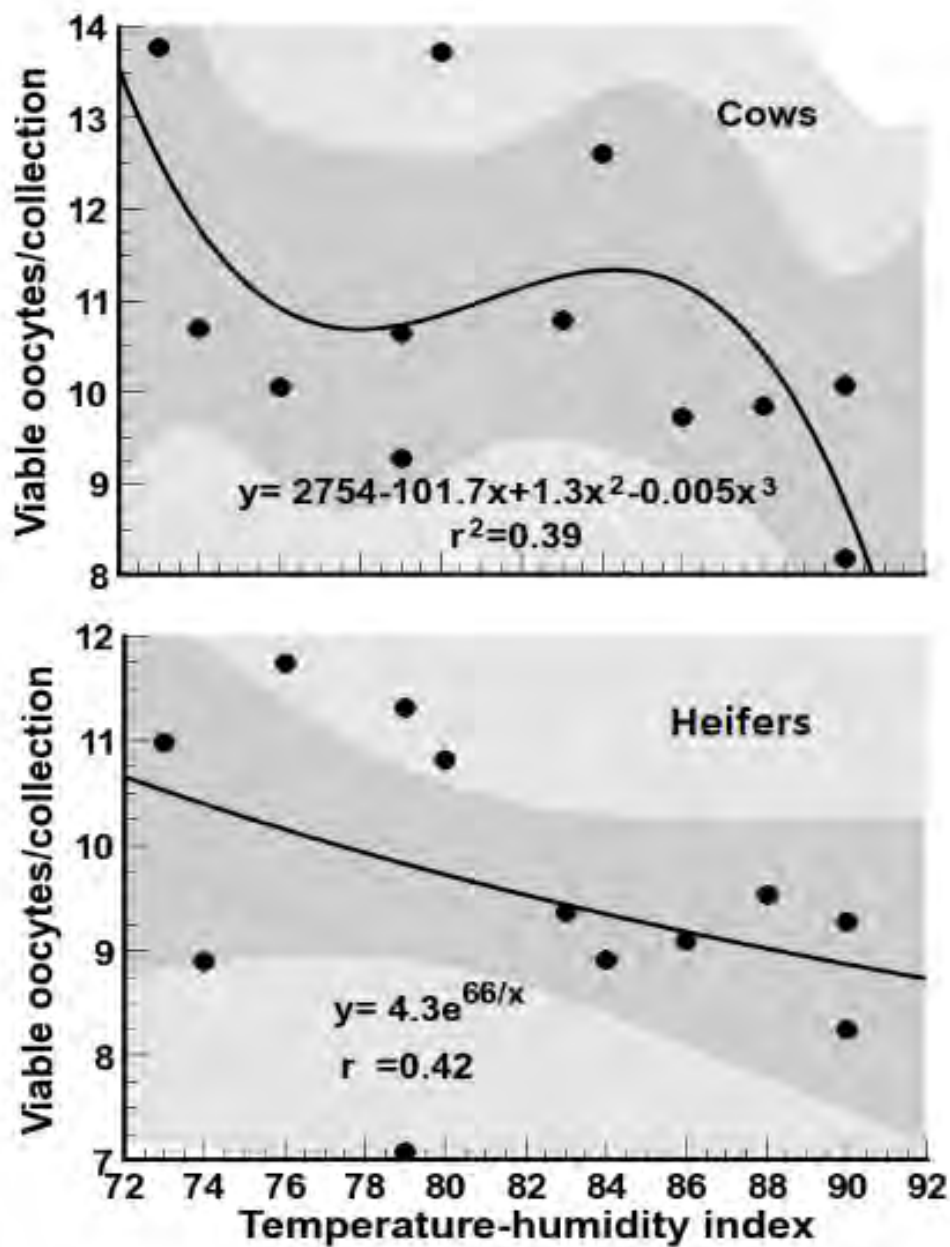 14
13
12
11
10
9
8
Viable oocytes/collection
Cows
y= 2754-101.7x+1.3x²-0.005x³
r²=0.39
12
11
10
9
8
7
Viable oocytes/collection
Heifers
y= 4.3e^66/x
r =0.42
72 74 76 78 80 82 84 86 88 90 92
Temperature-humidity index